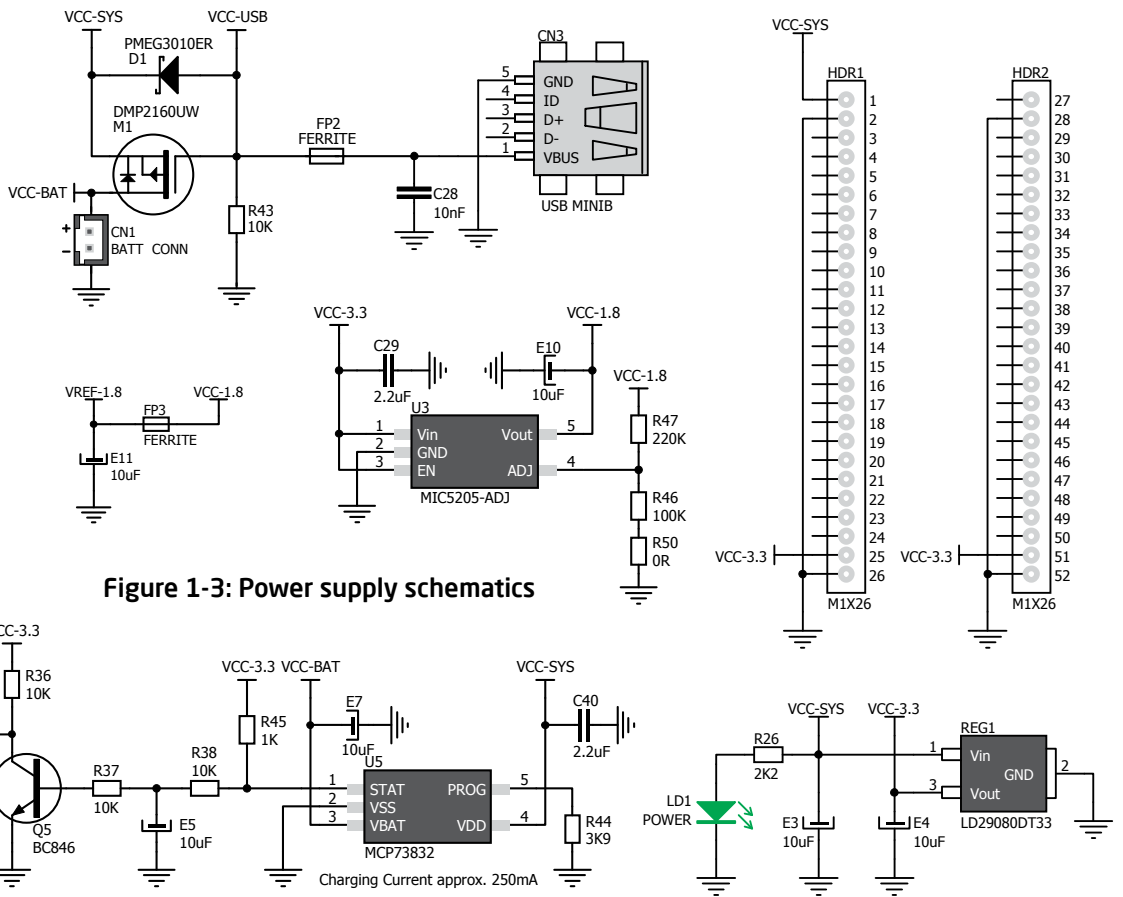 VCC-SYS
VCC-USB
PMEG3010ER
D1
DMP2160UW
M1
VCC-BAT
+
CN1
-
BATT CONN
R43
10K
FP2
FERRITE
C28
10nF
CN3
5
GND
4
ID
3
D+
2
D-
1
VBUS
USB MINIB
VCC-SYS
HDR1
1
2
3
4
5
6
7
8
9
10
11
12
13
14
15
16
17
18
19
20
21
22
23
24
VCC-3.3
25
26
M1X26
HDR2
27
28
29
30
31
32
33
34
35
36
37
38
39
40
41
42
43
44
45
46
47
48
49
50
VCC-3.3
51
52
M1X26
VREF-1.8
VCC-1.8
FP3
FERRITE
E11
10uF
VCC-3.3
VCC-1.8
C29
2.2uF
E10
10uF
U3
1
Vin
Vout
5
2
GND
3
EN
ADJ
4
MIC5205-ADJ
VCC-1.8
R47
220K
R46
100K
R50
0R
Figure 1-3: Power supply schematics
CC-3.3
R36
10K
Q5
BC846
R37
10K
E5
10uF
R38
10K
VCC-3.3
VCC-BAT
R45
1K
E7
10uF
U5
1
STAT
PROG
5
2
VSS
3
VBAT
VDD
4
MCP73832
VCC-SYS
C40
2.2uF
R44
3K9
Charging Current approx. 250mA
LD1
POWER
R26
2K2
VCC-SYS
VCC-3.3
E3
10uF
E4
10uF
REG1
1
Vin
GND
2
3
Vout
LD29080DT33